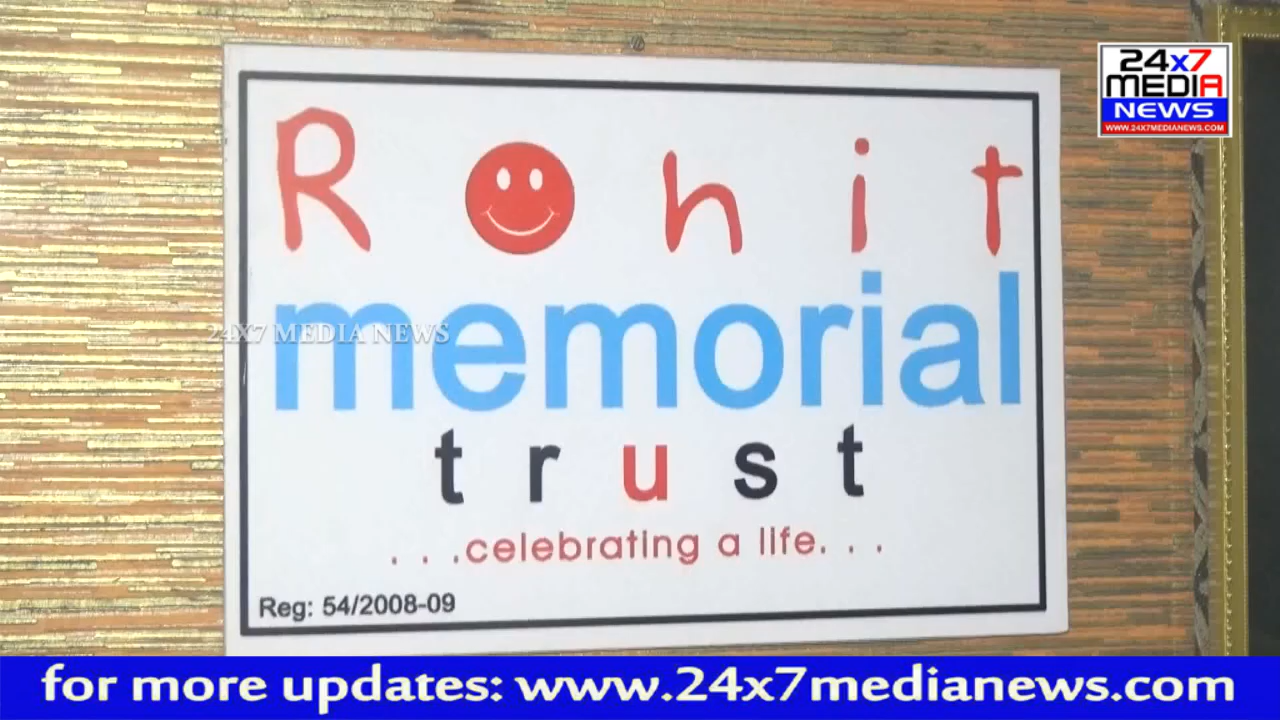 24x7
MEDIA
NEWS
WWW.24X7MEDIANEWS.COM
Rohit
memorial
24X7 MEDIA NEWS
trust
. . .celebrating a life. . .
Reg: 54/2008-09
for more updates: www.24x7medianews.com